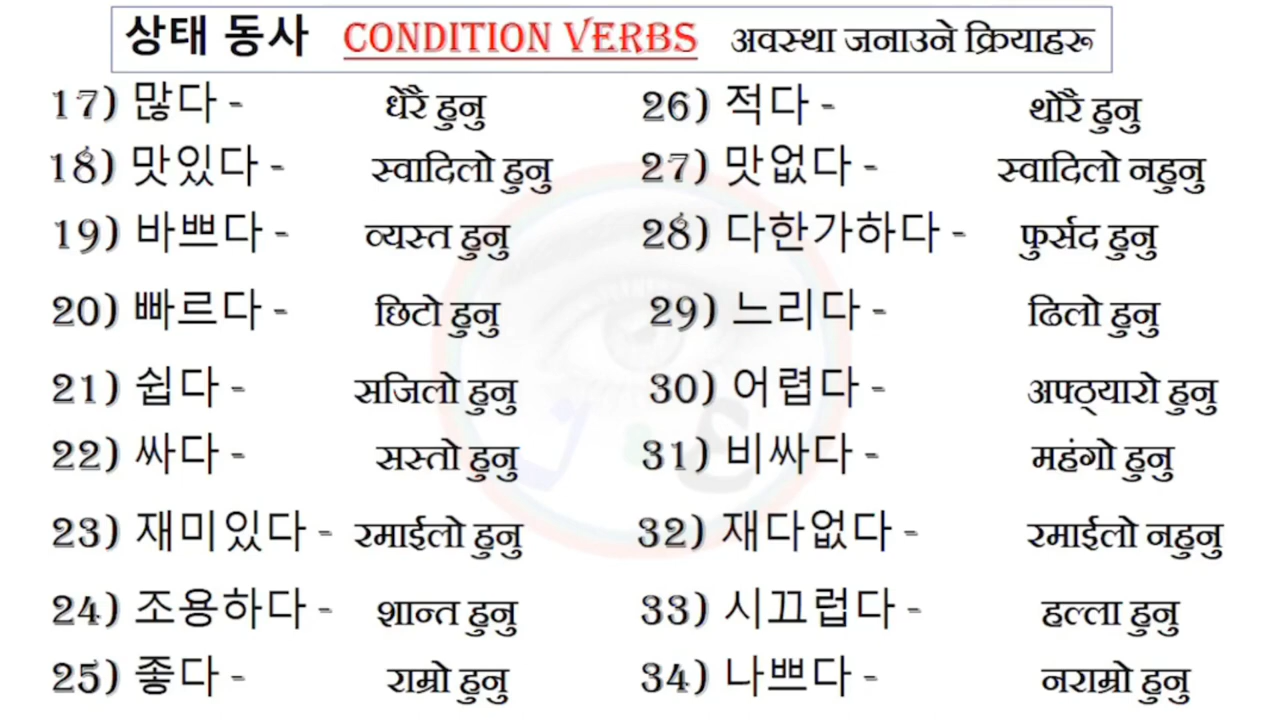 상태 동사 CONDITION VERBS अवस्था जनाउने क्रियाहरू
17) 많다 - धेरै हुनु
18) 맛있다 - स्वादिलो हुनु
19) 바쁘다 - व्यस्त हुनु
20) 빠르다 - छिटो हुनु
21) 쉽다 - सजिलो हुनु
22) 싸다 - सस्तो हुनु
23) 재미있다 - रमाईलो हुनु
24) 조용하다 - शान्त हुनु
25) 좋다 - राम्रो हुनु
26) 적다 - थोरै हुनु
27) 맛없다 - स्वादिलो नहुनु
28) 다한가하다 - फुर्सद हुनु
29) 느리다 - ढिलो हुनु
30) 어렵다 - अफ्ठ्यारो हुनु
31) 비싸다 - महंगो हुनु
32) 재다없다 - रमाईलो नहुनु
33) 시끄럽다 - हल्ला हुनु
34) 나쁘다 - नराम्रो हुनु